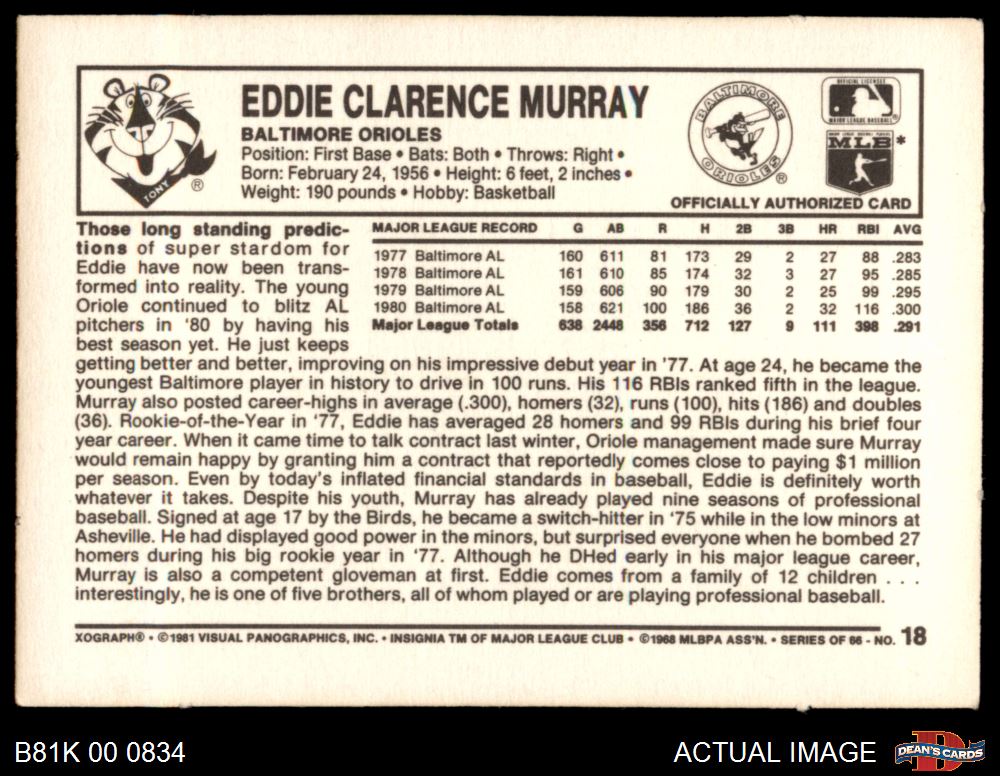 TONY
®
EDDIE CLARENCE MURRAY
BALTIMORE ORIOLES
Position: First Base • Bats: Both • Throws: Right •
Born: February 24, 1956 • Height: 6 feet, 2 inches •
Weight: 190 pounds • Hobby: Basketball
BALTIMORE
ORIOLES
®
OFFICIAL LICENSEE
MAJOR LEAGUE BASEBALL
MAJOR LEAGUE BASEBALL PLAYERS
MLB *
OFFICIALLY AUTHORIZED CARD
MAJOR LEAGUE RECORD G AB R H 2B 3B HR RBI AVG
1977 Baltimore AL 160 611 81 173 29 2 27 88 .283
1978 Baltimore AL 161 610 85 174 32 3 27 95 .285
1979 Baltimore AL 159 606 90 179 30 2 25 99 .295
1980 Baltimore AL 158 621 100 186 36 2 32 116 .300
Major League Totals 638 2448 356 712 127 9 111 398 .291
Those long standing predic-
tions of super stardom for
Eddie have now been trans-
formed into reality. The young
Oriole continued to blitz AL
pitchers in '80 by having his
best season yet. He just keeps
getting better and better, improving on his impressive debut year in '77. At age 24, he became the
youngest Baltimore player in history to drive in 100 runs. His 116 RBIs ranked fifth in the league.
Murray also posted career-highs in average (.300), homers (32), runs (100), hits (186) and doubles
(36). Rookie-of-the-Year in '77, Eddie has averaged 28 homers and 99 RBIs during his brief four
year career. When it came time to talk contract last winter, Oriole management made sure Murray
would remain happy by granting him a contract that reportedly comes close to paying $1 million
per season. Even by today's inflated financial standards in baseball, Eddie is definitely worth
whatever it takes. Despite his youth, Murray has already played nine seasons of professional
baseball. Signed at age 17 by the Birds, he became a switch-hitter in '75 while in the low minors at
Asheville. He had displayed good power in the minors, but surprised everyone when he bombed 27
homers during his big rookie year in '77. Although he DHed early in his major league career,
Murray is also a competent gloveman at first. Eddie comes from a family of 12 children . . .
interestingly, he is one of five brothers, all of whom played or are playing professional baseball.
XOGRAPH® • ©1981 VISUAL PANOGRAPHICS, INC. • INSIGNIA TM OF MAJOR LEAGUE CLUB • ©1968 MLBPA ASS'N. • SERIES OF 66 - NO. 18
B81K 00 0834
ACTUAL IMAGE
DEAN'S CARDS